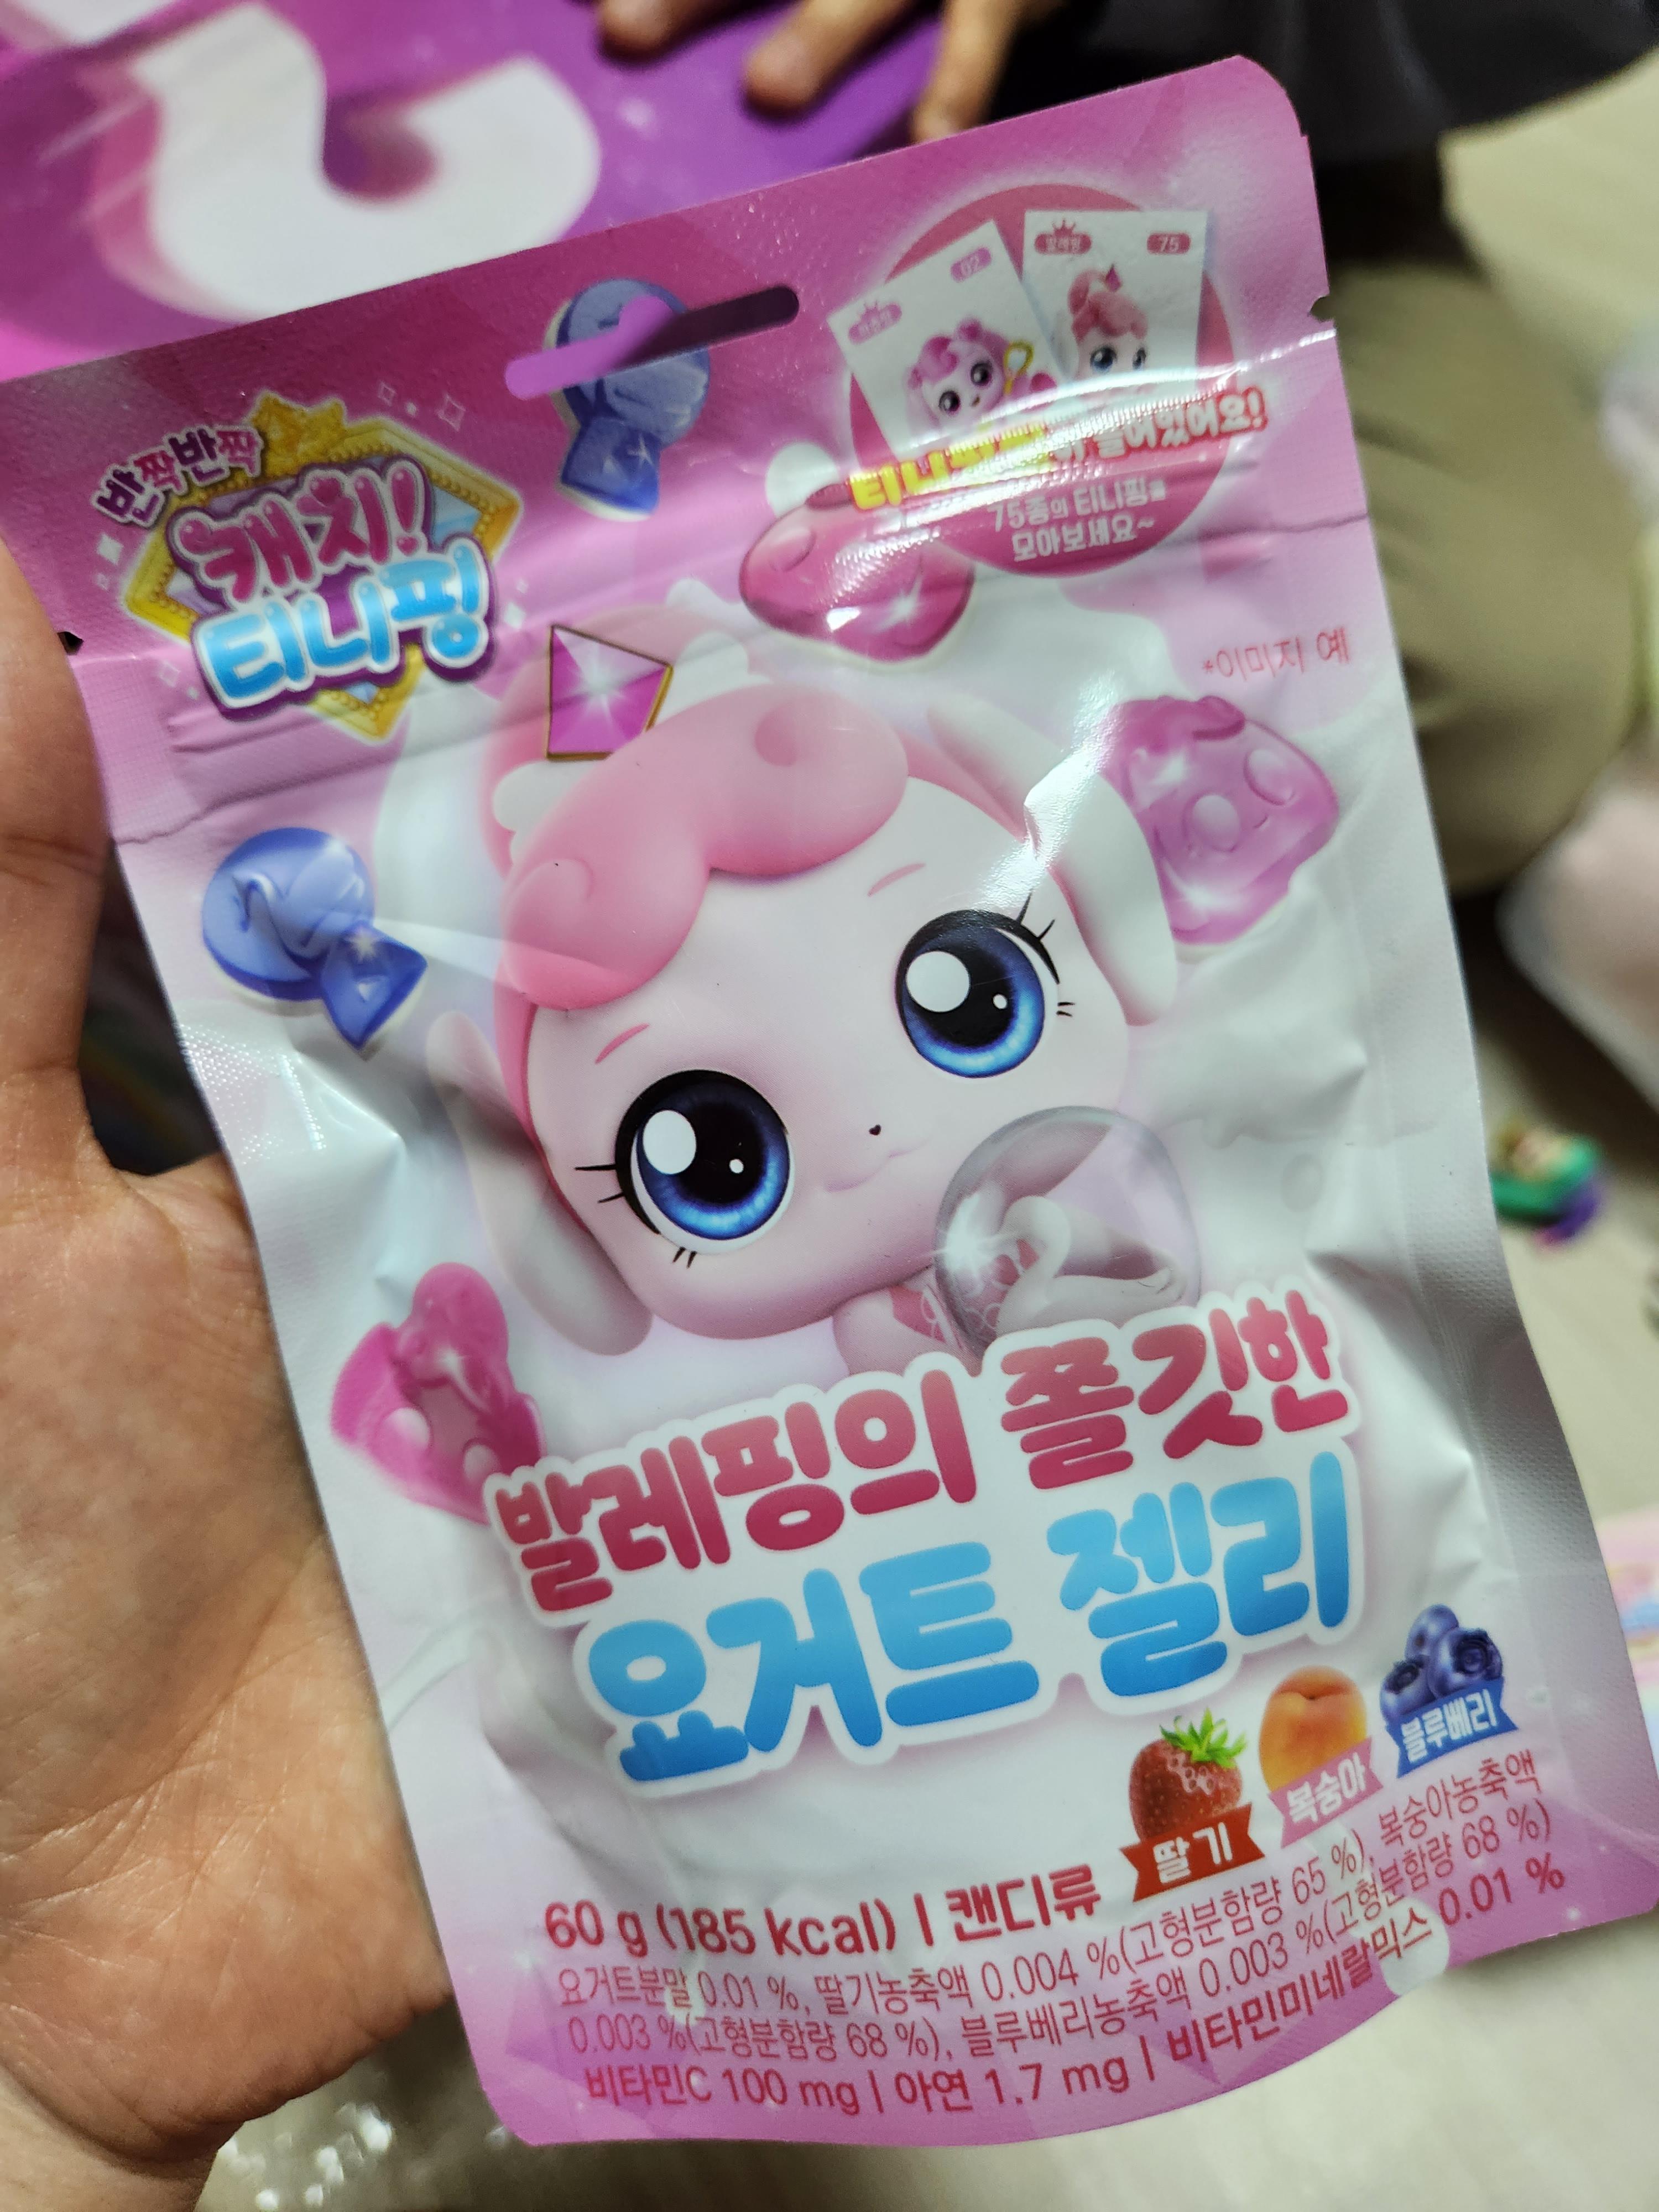 반짝반짝
캐치!
티니핑
02
발레핑
75
들어있어요!
75종의 티니핑을
모아보세요~
*이미지 예
발레핑의 쫄깃한
요거트 젤리
딸기
복숭아
블루베리
60 g (185 kcal) | 캔디류
요거트분말 0.01 %, 딸기농축액 0.004 %(고형분함량 65 %), 복숭아농축액
0.003 %(고형분함량 68 %), 블루베리농축액 0.003 %(고형분함량 68 %)
비타민C 100 mg | 아연 1.7 mg | 비타민미네랄믹스 0.01 %